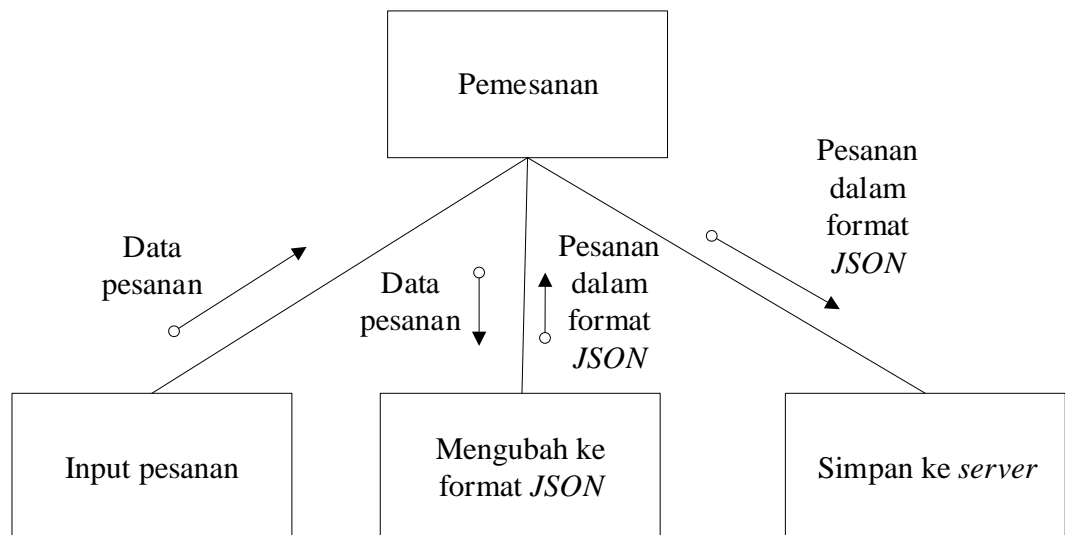 Pemesanan
Data
pesanan
Data
pesanan
Pesanan
dalam
format
JSON
Pesanan
dalam
format
JSON
Input pesanan
Mengubah ke
format JSON
Simpan ke server